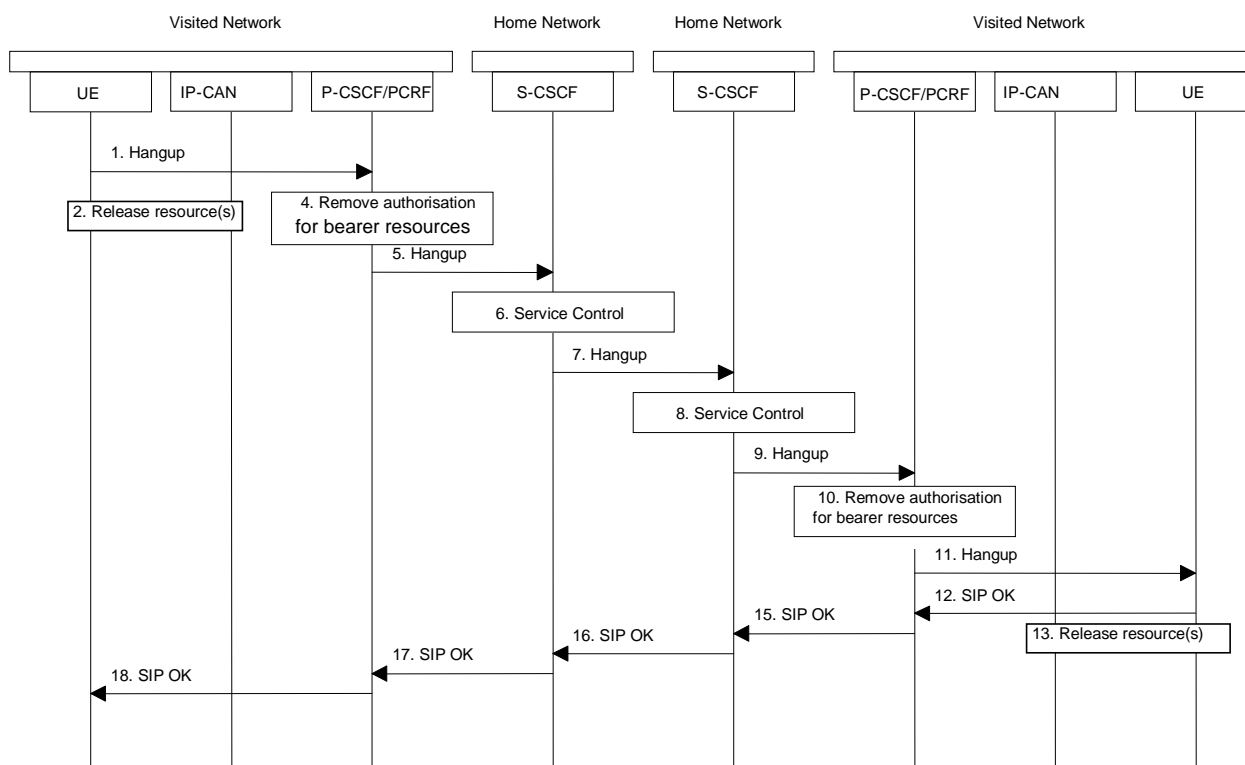 Visited Network
Home Network
Home Network
Visited Network
UE
IP-CAN
P-CSCF/PCRF
S-CSCF
S-CSCF
P-CSCF/PCRF
IP-CAN
UE
1. Hangup
2. Release resource(s)
4. Remove authorisation
for bearer resources
5. Hangup
6. Service Control
7. Hangup
8. Service Control
9. Hangup
10. Remove authorisation
for bearer resources
11. Hangup
12. SIP OK
13. Release resource(s)
15. SIP OK
16. SIP OK
17. SIP OK
18. SIP OK